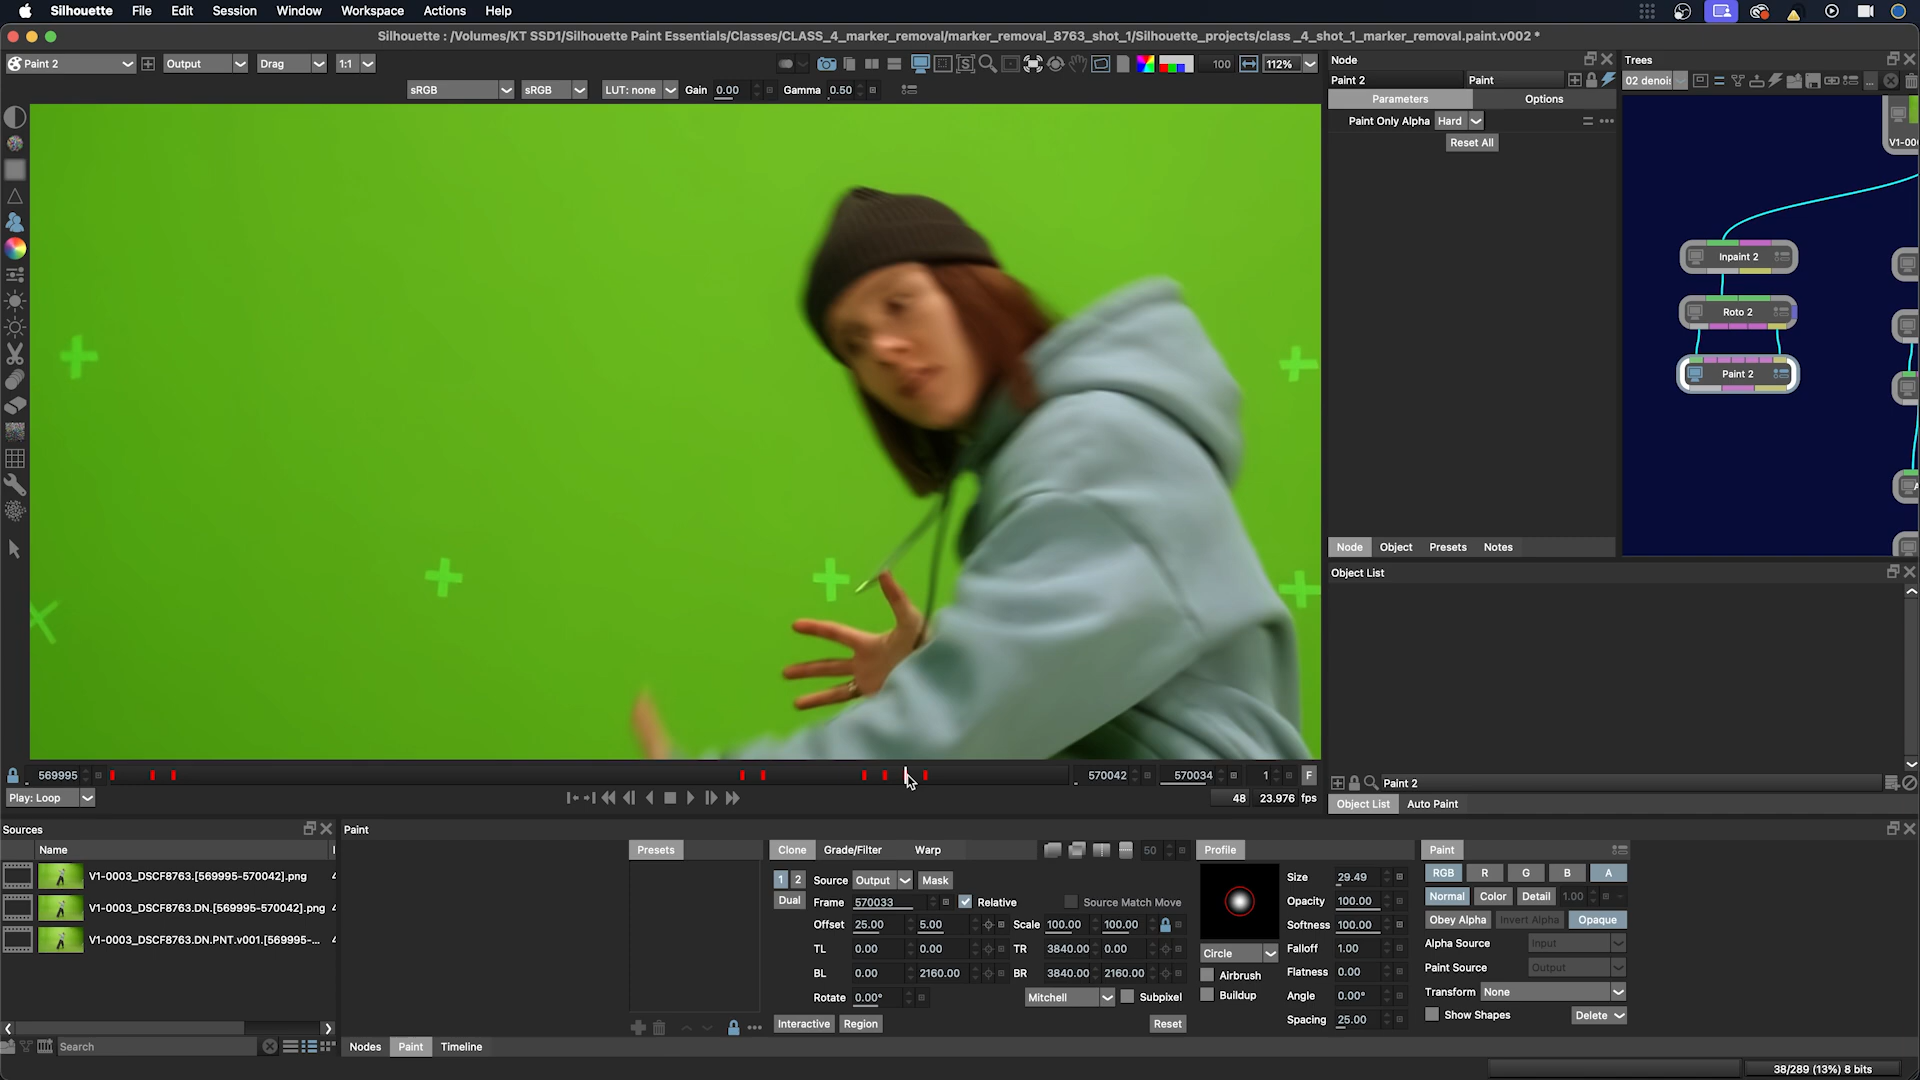 Silhouette File Edit Session Window Workspace Actions Help
Silhouette : /Volumes/KT SSD1/Silhouette Paint Essentials/Classes/CLASS_4_marker_removal/marker_removal_8763_shot_1/Silhouette_projects/class _4_shot_1_marker_removal.paint.v002 *
Paint 2 Output Drag 1:1 100 112%
sRGB sRGB LUT: none Gain 0.00 Gamma 0.50
Node
Paint 2 Paint
Parameters Options
Paint Only Alpha Hard
Reset All
Node Object Presets Notes
Trees
02 denoi
V1-00
Inpaint 2
Roto 2
Paint 2
Object List
Paint 2
Object List Auto Paint
569995 570042 570034 1 F
Play: Loop 48 23.976 fps
Sources
Name
V1-0003_DSCF8763.[569995-570042].png
V1-0003_DSCF8763.DN.[569995-570042].png
V1-0003_DSCF8763.DN.PNT.v001.[569995-...
Search
Paint
Presets
Clone Grade/Filter Warp 50
1 2 Source Output Mask
Dual Frame 570033 Relative Source Match Move
Offset 25.00 5.00 Scale 100.00 100.00
TL 0.00 0.00 TR 3840.00 0.00
BL 0.00 2160.00 BR 3840.00 2160.00
Rotate 0.00° Mitchell Subpixel
Interactive Region Reset
Profile
Size 29.49
Opacity 100.00
Softness 100.00
Circle Falloff 1.00
Airbrush Flatness 0.00
Buildup Angle 0.00°
Spacing 25.00
Paint
RGB R G B A
Normal Color Detail 1.00
Obey Alpha Invert Alpha Opaque
Alpha Source Input
Paint Source Output
Transform None
Show Shapes Delete
Nodes Paint Timeline
38/289 (13%) 8 bits